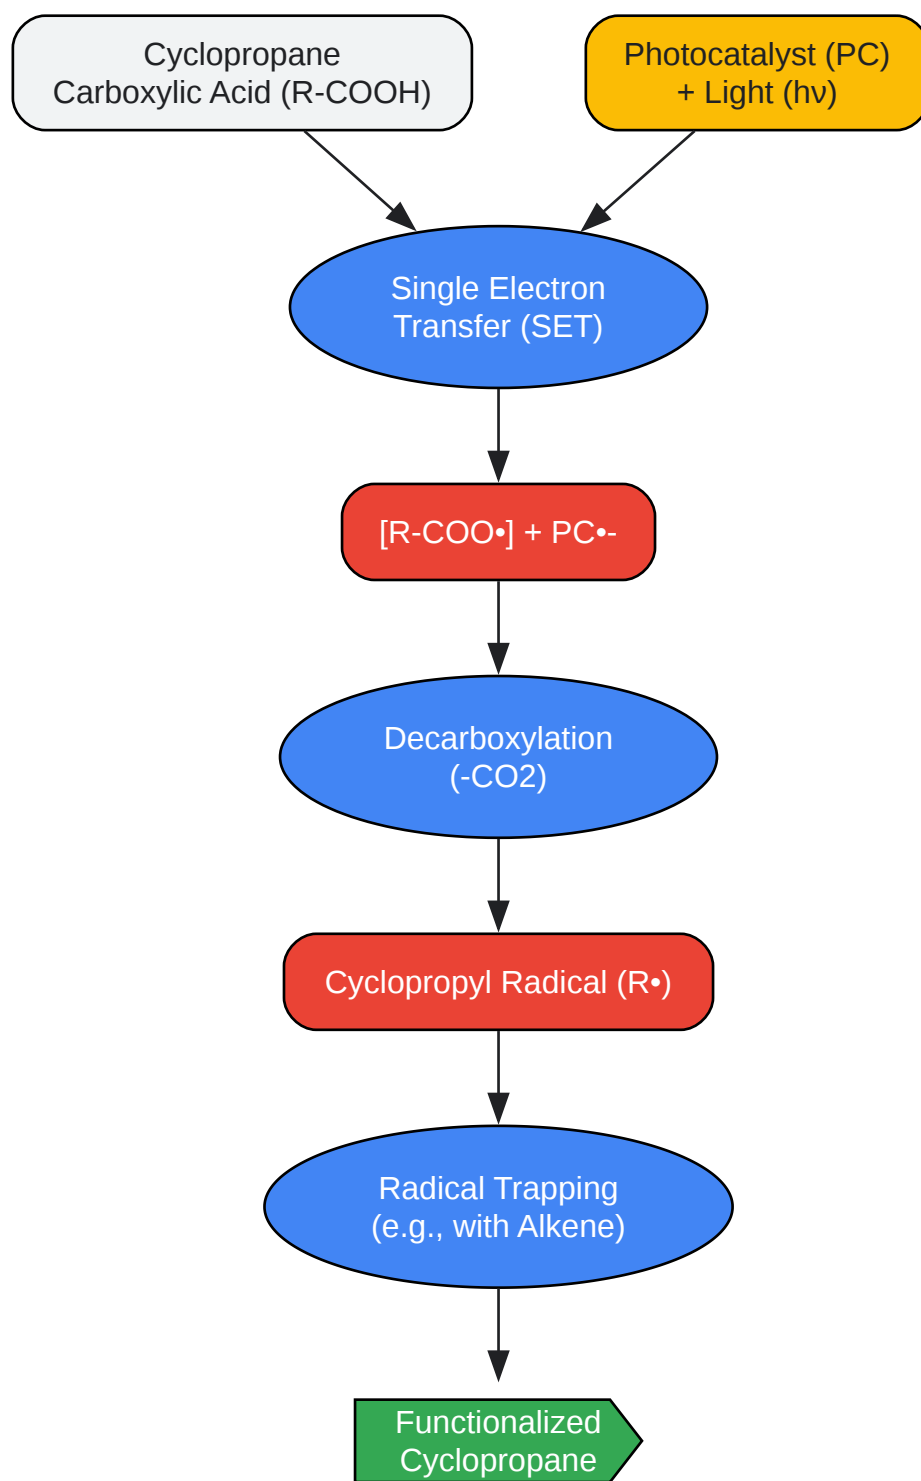 Cyclopropane
Carboxylic Acid (R-COOH)
Photocatalyst (PC)
+ Light (hν)
Single Electron
Transfer (SET)
[R-COO•] + PC•-
Decarboxylation
(-CO2)
Cyclopropyl Radical (R•)
Radical Trapping
(e.g., with Alkene)
Functionalized
Cyclopropane